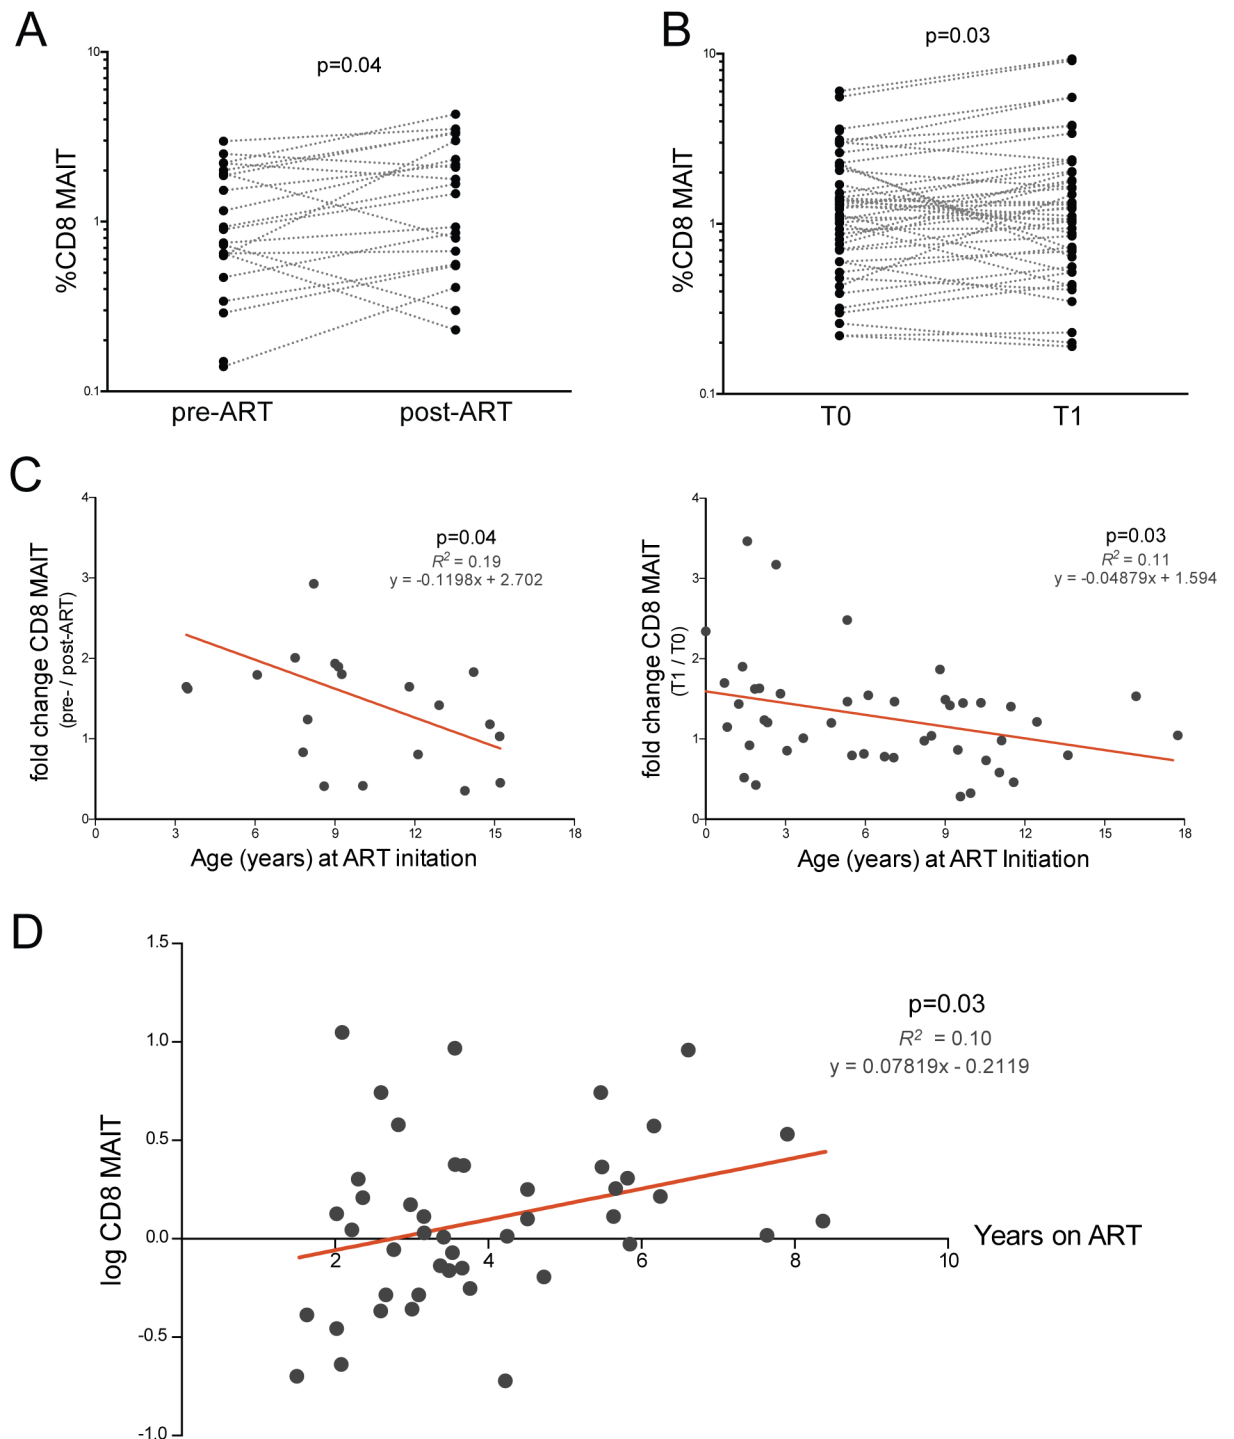 A
p=0.04
%CD8 MAIT
10
1
0.1
pre-ART
post-ART
B
p=0.03
%CD8 MAIT
10
1
0.1
T0
T1
C
fold change CD8 MAIT
(pre- / post-ART)
4
3
2
1
0
p=0.04
R² = 0.19
y = -0.1198x + 2.702
0 3 6 9 12 15 18
Age (years) at ART initation
fold change CD8 MAIT
(T1 / T0)
4
3
2
1
0
p=0.03
R² = 0.11
y = -0.04879x + 1.594
0 3 6 9 12 15 18
Age (years) at ART Initiation
D
log CD8 MAIT
1.5
1.0
0.5
0.0
-0.5
-1.0
p=0.03
R² = 0.10
y = 0.07819x - 0.2119
2 4 6 8 10
Years on ART